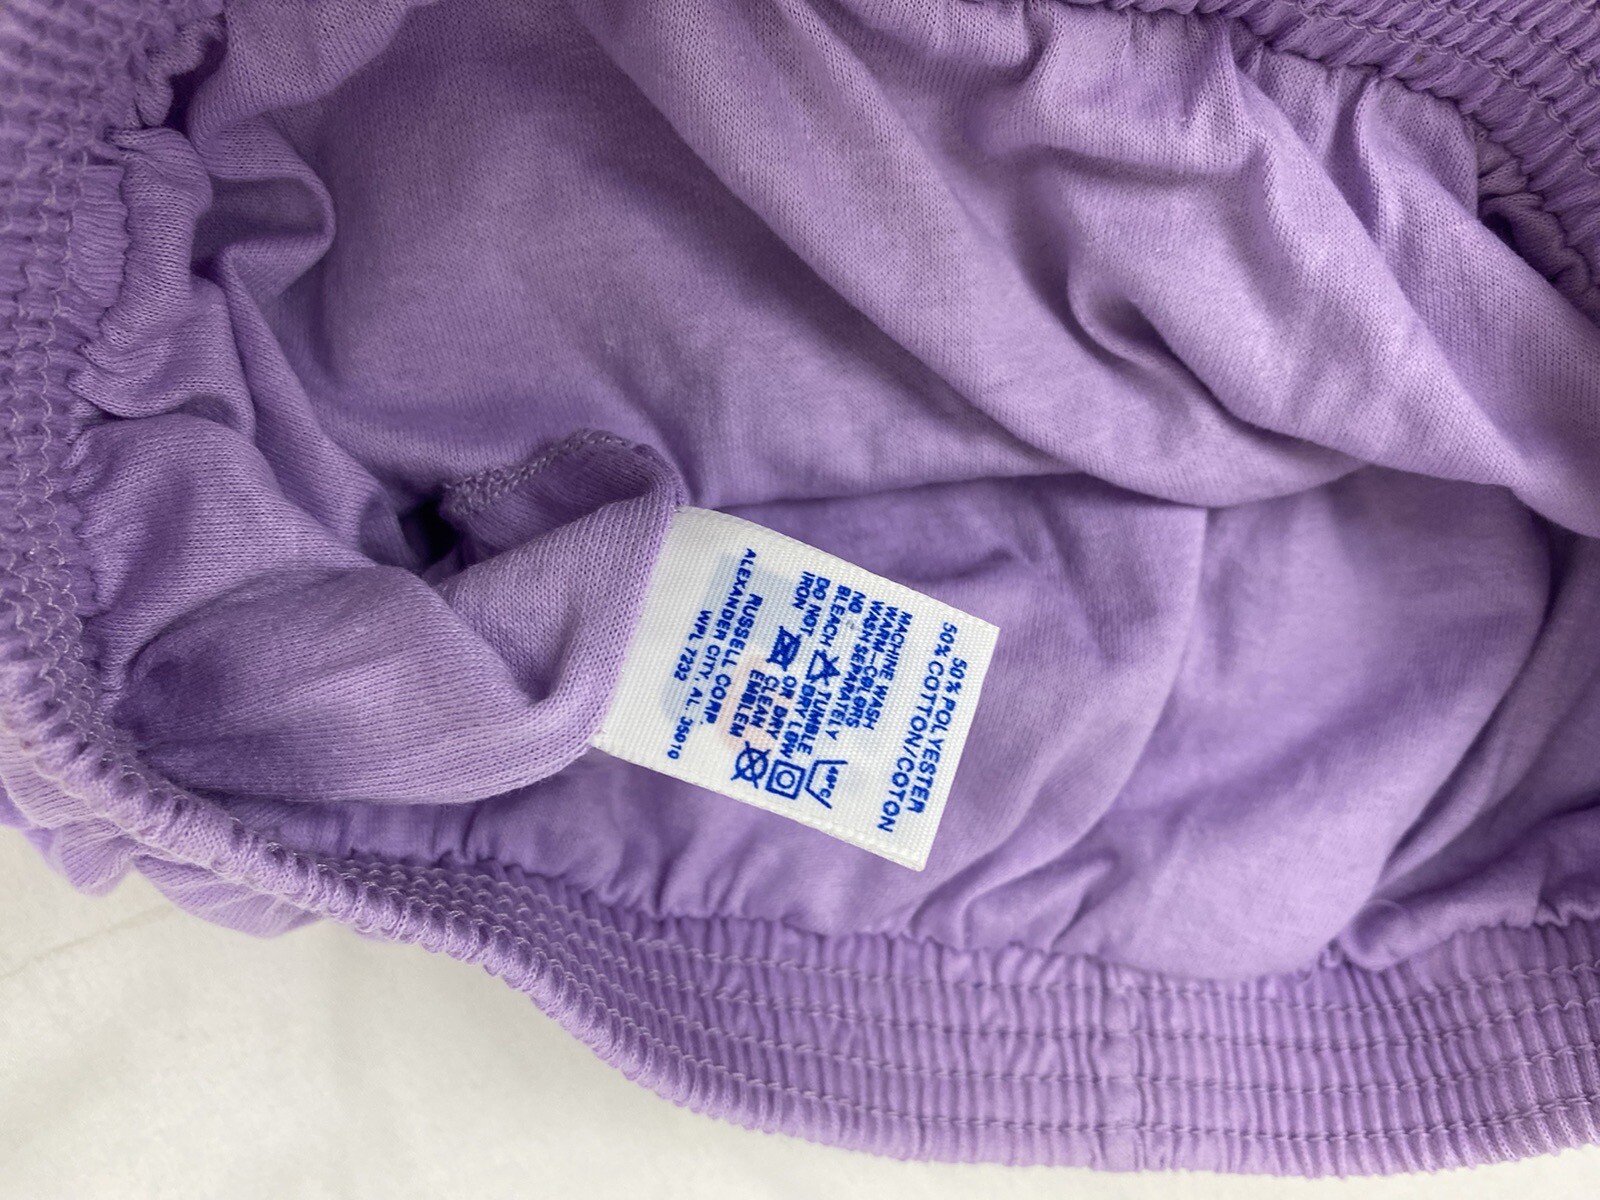 50% POLYESTER
50% COTTON/COTON
MACHINE WASH
WARM—COLORS
WASH SEPARATELY
40°C
NO
BLEACH TUMBLE
DRY LOW
DO NOT OR DRY
IRON CLEAN
EMBLEM
RUSSELL CORP.
ALEXANDER CITY, AL. 35010
WPL 7232